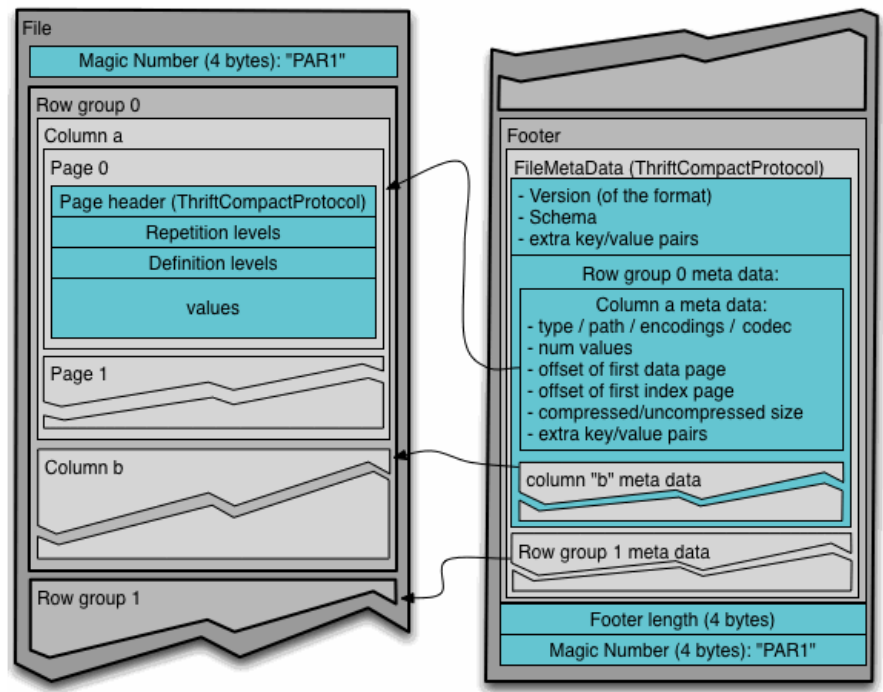 File
Magic Number (4 bytes): "PAR1"
Row group 0
Column a
Page 0
Page header (ThriftCompactProtocol)
Repetition levels
Definition levels
values
Page 1
Column b
Row group 1
Footer
FileMetaData (ThriftCompactProtocol)
- Version (of the format)
- Schema
- extra key/value pairs
Row group 0 meta data:
Column a meta data:
- type / path / encodings / codec
- num values
- offset of first data page
- offset of first index page
- compressed/uncompressed size
- extra key/value pairs
column "b" meta data
Row group 1 meta data
Footer length (4 bytes)
Magic Number (4 bytes): "PAR1"